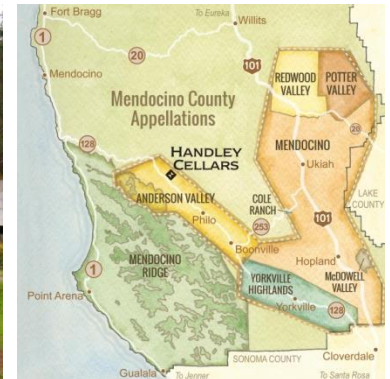 To Eureka
Fort Bragg
Willits
1
20
101
Mendocino
REDWOOD
VALLEY
POTTER
VALLEY
Mendocino County
Appellations
20
128
MENDOCINO
HANDLEY
CELLARS
Ukiah
LAKE
COUNTY
ANDERSON VALLEY
COLE
RANCH
Philo
253
101
Boonville
MENDOCINO
RIDGE
Hopland
McDOWELL
VALLEY
1
YORKVILLE
HIGHLANDS
Point Arena
Yorkville
128
SONOMA COUNTY
Cloverdale
Gualala
To Jenner
To Santa Rosa